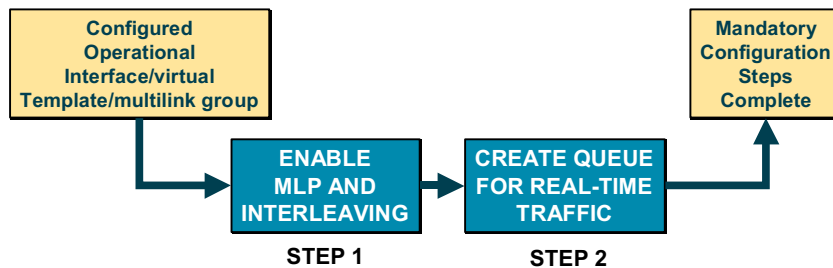 Configured
Operational
Interface/virtual
Template/multilink group
Mandatory
Configuration
Steps
Complete
ENABLE
MLP AND
INTERLEAVING
CREATE QUEUE
FOR REAL-TIME
TRAFFIC
STEP 1
STEP 2